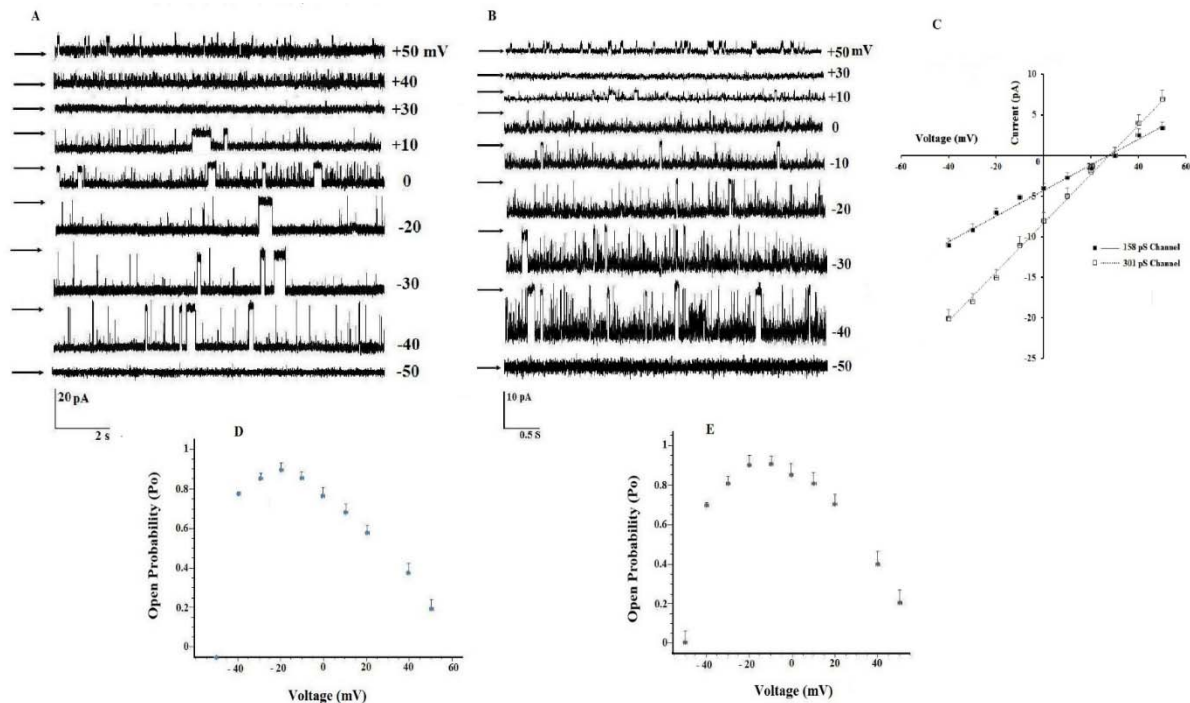 A
+50 mV
+40
+30
+10
0
-20
-30
-40
-50
20 pA
2 s
B
+50 mV
+30
+10
0
-10
-20
-30
-40
-50
10 pA
0.5 S
C
Voltage (mV)
Current (pA)
10
5
0
-5
-10
-15
-20
-25
-60
-40
-20
0
20
40
60
158 pS Channel
301 pS Channel
D
Open Probability (Po)
1
0.8
0.6
0.4
0.2
0
- 40
- 20
0
20
40
60
Voltage (mV)
E
Open Probability (Po)
1
0.8
0.6
0.4
0.2
0
- 40
- 20
0
20
40
Voltage (mV)